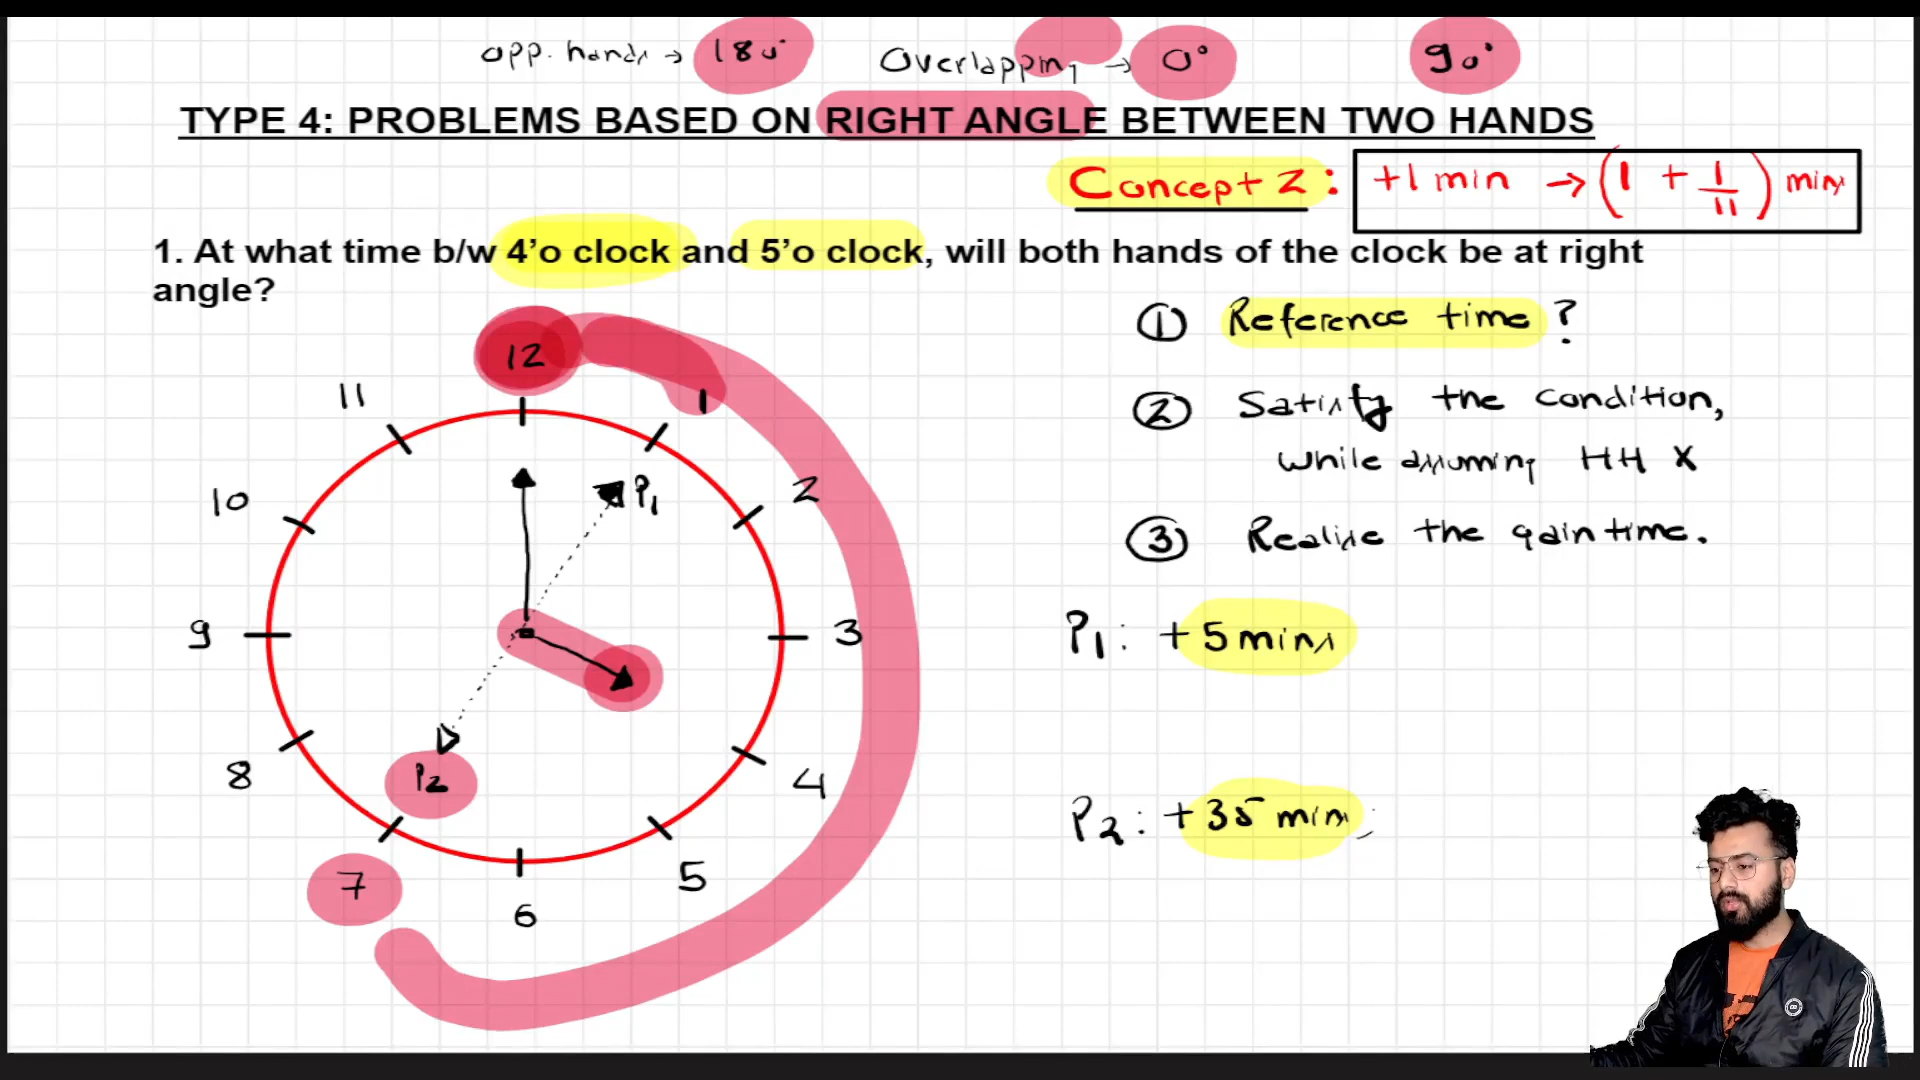 opp. hands → 180° Overlapping → 0° 90°
TYPE 4: PROBLEMS BASED ON RIGHT ANGLE BETWEEN TWO HANDS
Concept 2: +1 min → (1 + 1/11) mins
1. At what time b/w 4’o clock and 5’o clock, will both hands of the clock be at right
angle?
① Reference time?
② Satisfy the condition,
while assuming HH X
③ Realise the gain time.
12
11
1
10
2
P1
9
3
8
4
P2
7
5
6
P1: +5 mins
P2: +35 mins